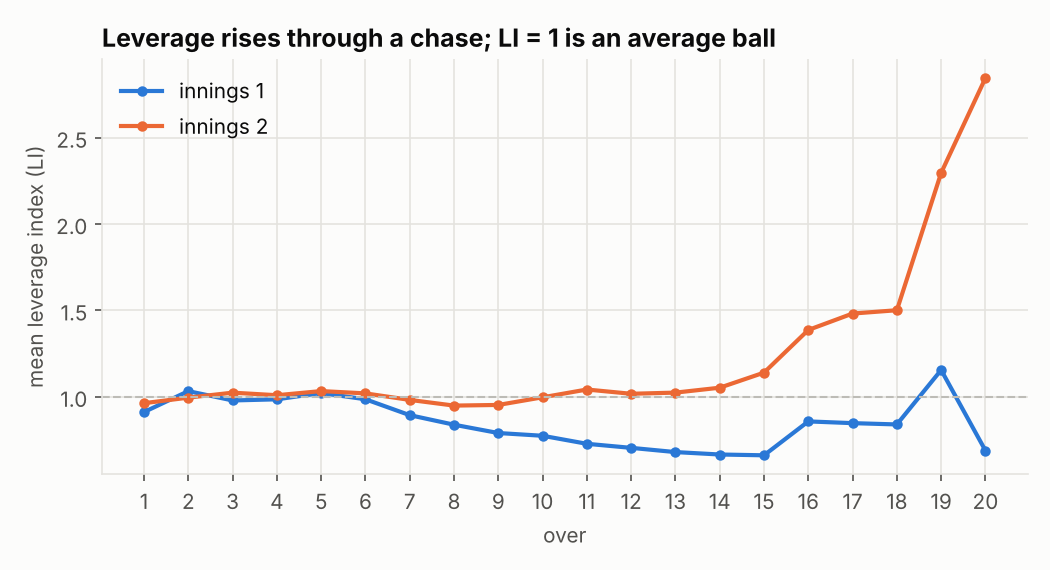 Leverage rises through a chase; LI = 1 is an average ball
innings 1
innings 2
mean leverage index (LI)
2.5
2.0
1.5
1.0
1 2 3 4 5 6 7 8 9 10 11 12 13 14 15 16 17 18 19 20
over